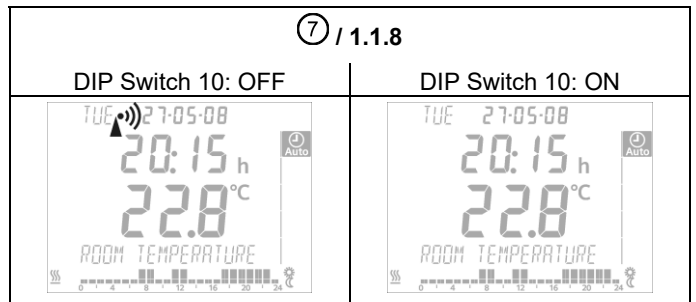 7 / 1.1.8
DIP Switch 10: OFF
DIP Switch 10: ON
TUE 27-05-08
20:15 h
Auto
22.8 °C
ROOM TEMPERATURE
0 4 8 12 16 20 24
TUE 27-05-08
20:15 h
Auto
22.8 °C
ROOM TEMPERATURE
0 4 8 12 16 20 24